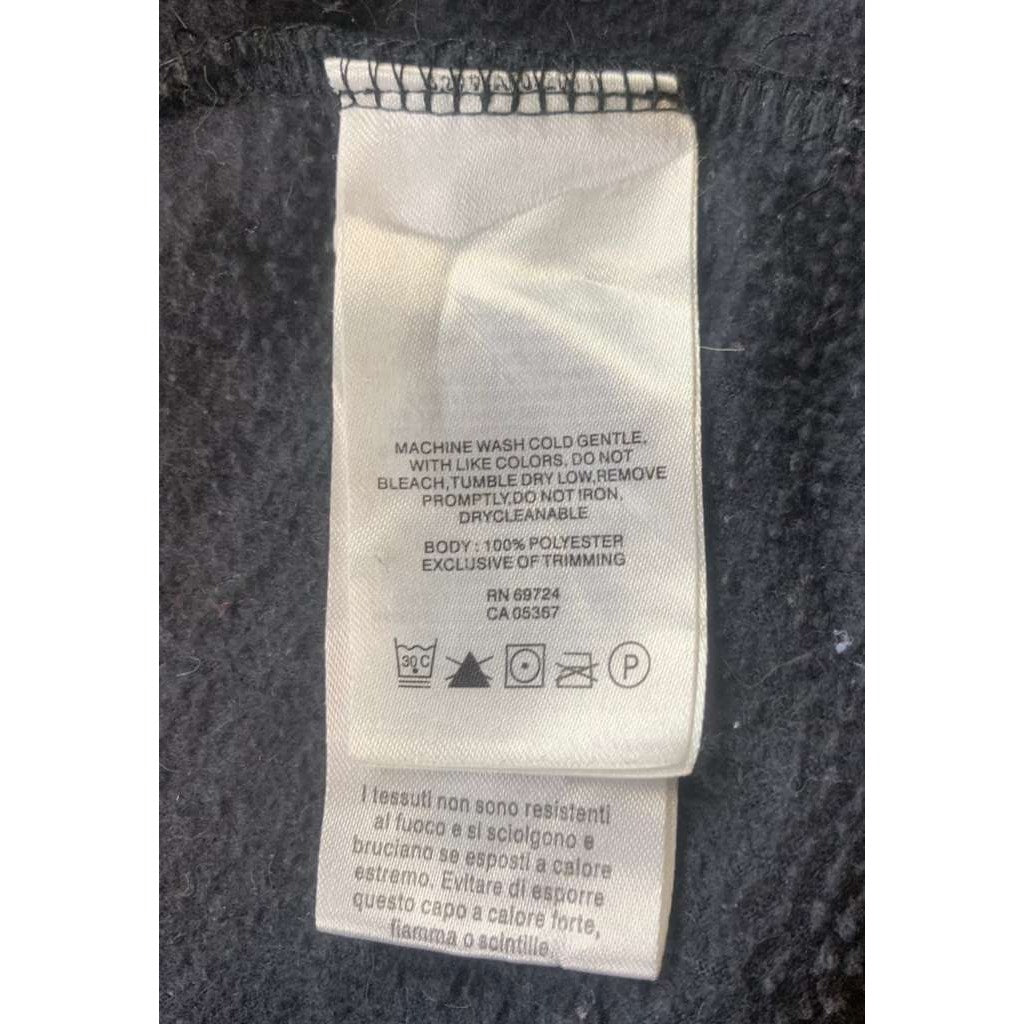 MACHINE WASH COLD GENTLE,
WITH LIKE COLORS, DO NOT
BLEACH,TUMBLE DRY LOW,REMOVE
PROMPTLY,DO NOT IRON,
DRYCLEANABLE
BODY : 100% POLYESTER
EXCLUSIVE OF TRIMMING
RN 69724
CA 05367
30 C
P
I tessuti non sono resistenti
al fuoco e si sciolgono e
bruciano se esposti a calore
estremo. Evitare di esporre
questo capo a calore forte,
fiamma o scintille.